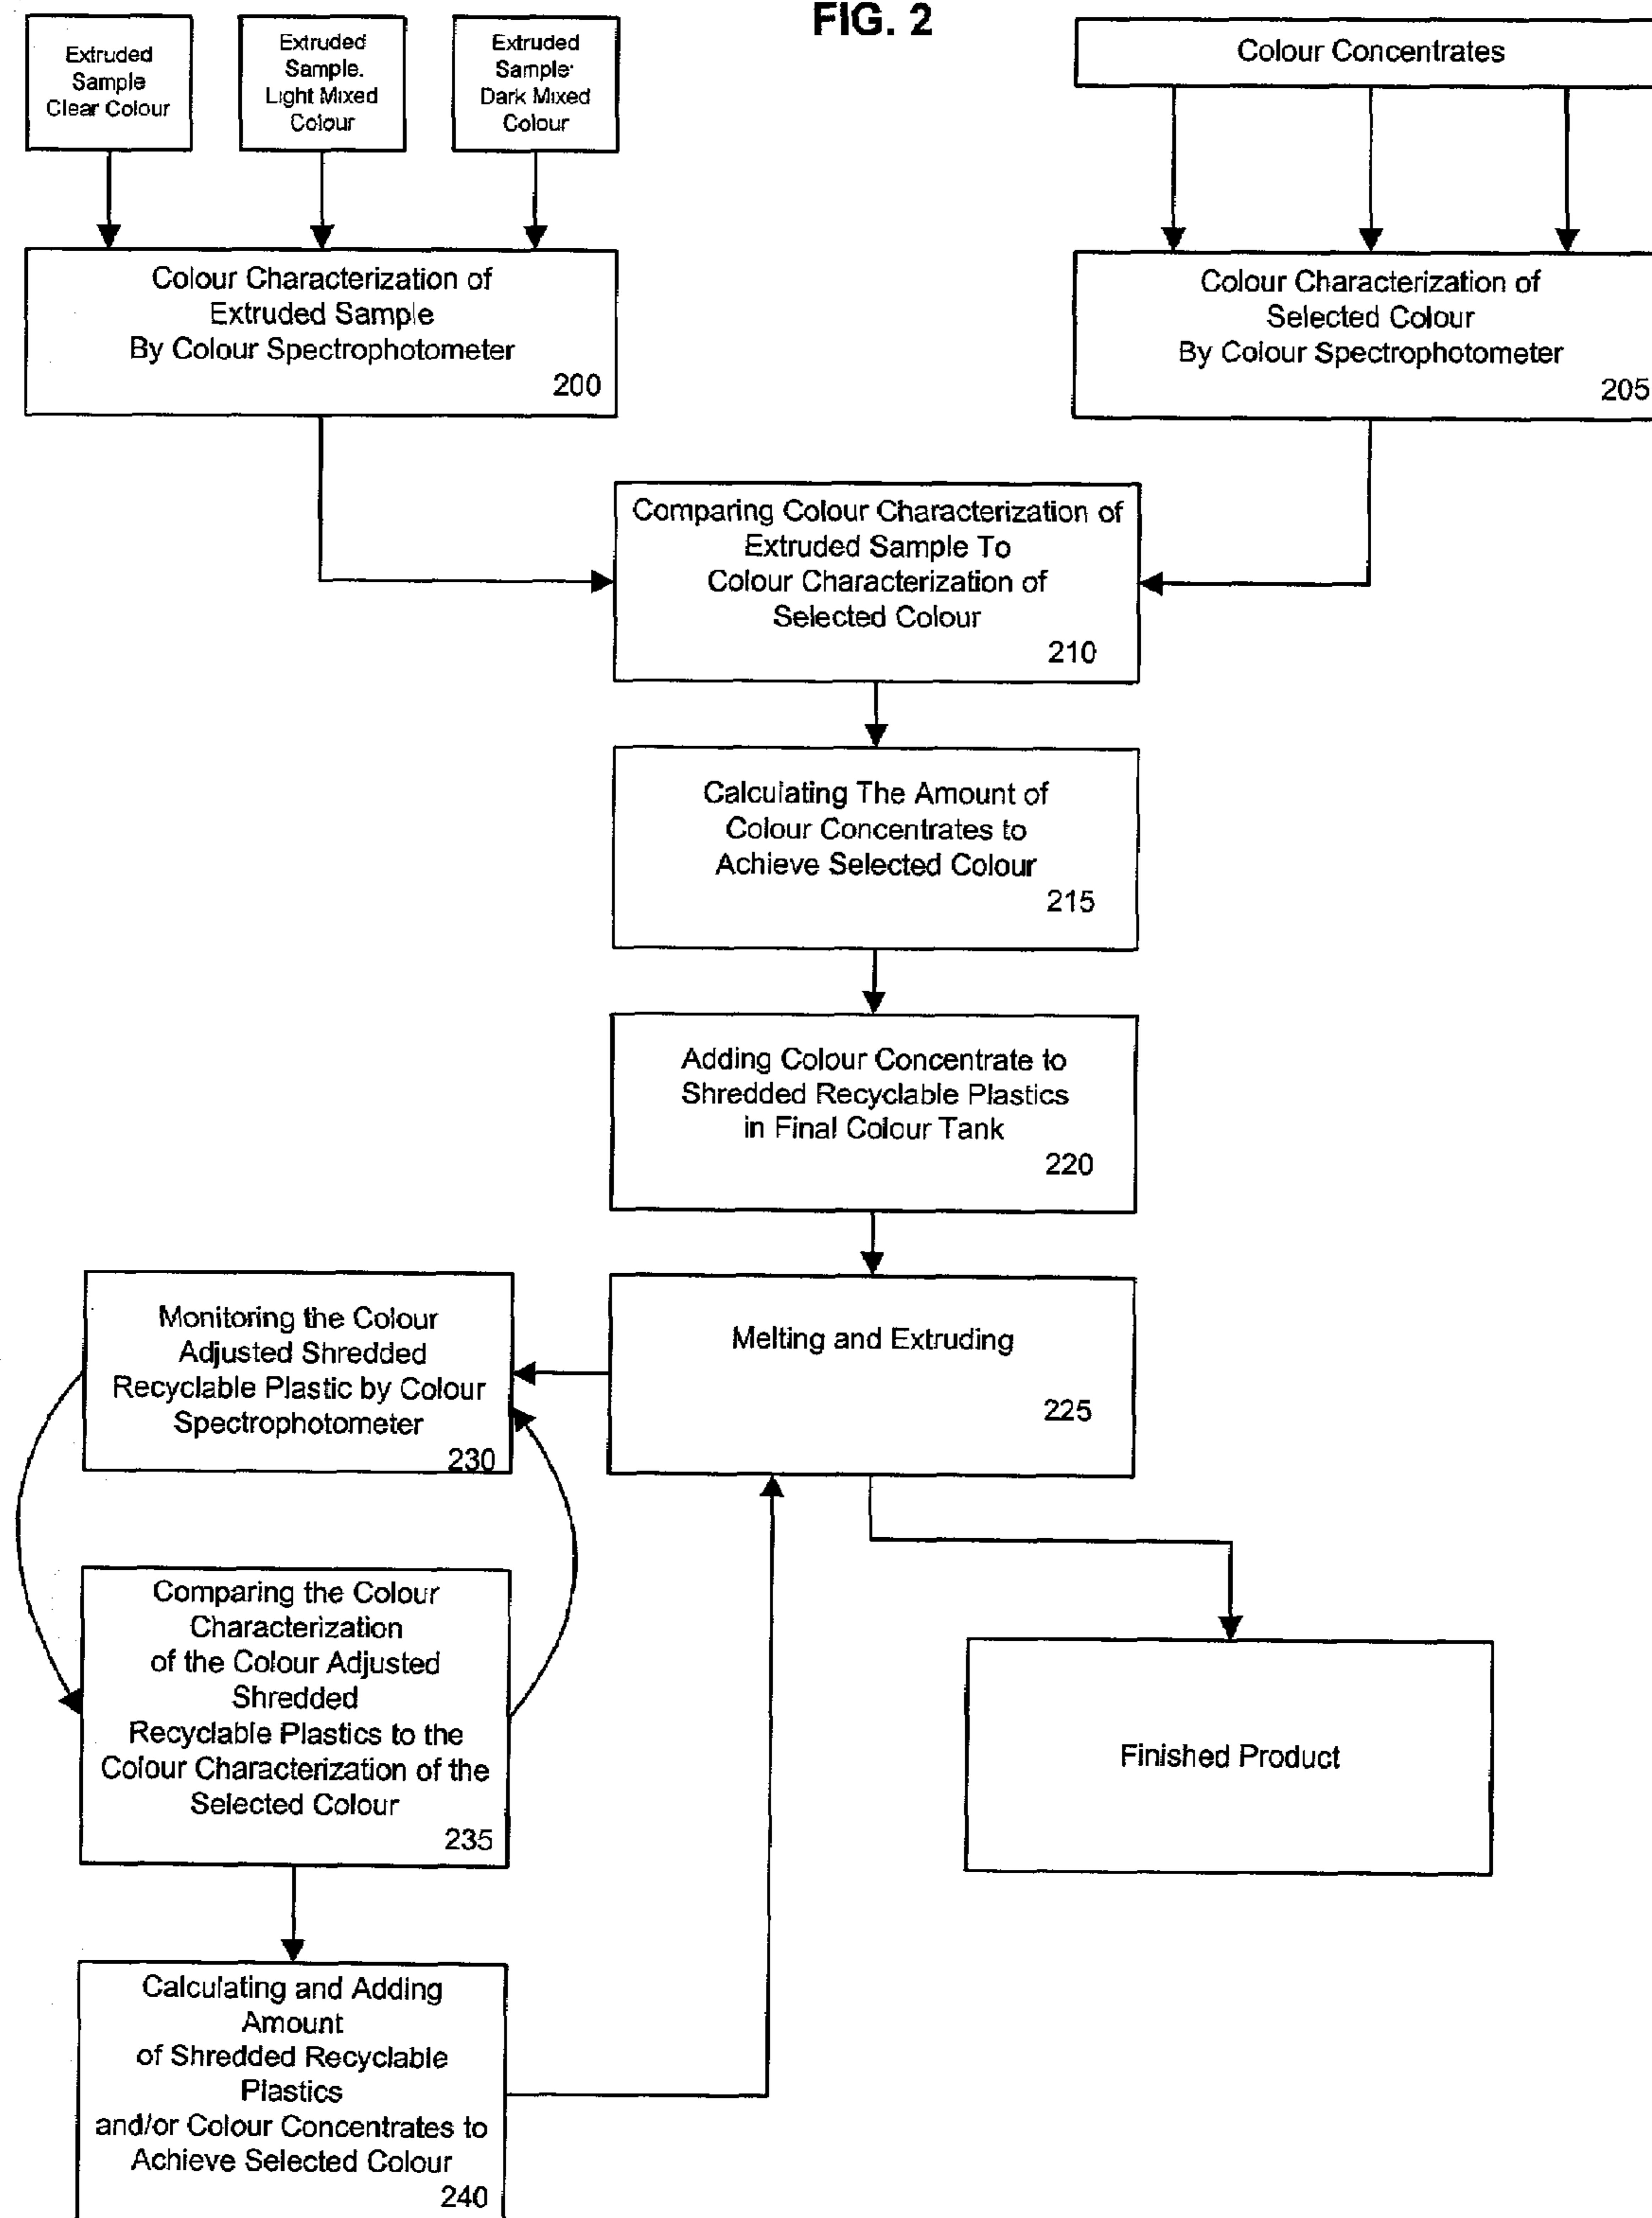 FIG. 2
Extruded
Sample
Clear Colour
Extruded
Sample.
Light Mixed
Colour
Extruded
Sample·
Dark Mixed
Colour
Colour Concentrates
Colour Characterization of
Extruded Sample
By Colour Spectrophotometer
200
Colour Characterization of
Selected Colour
By Colour Spectrophotometer
205
Comparing Colour Characterization of
Extruded Sample To
Colour Characterization of
Selected Colour
210
Calculating The Amount of
Colour Concentrates to
Achieve Selected Colour
215
Adding Colour Concentrate to
Shredded Recyclable Plastics
in Final Colour Tank
220
Melting and Extruding
225
Monitoring the Colour
Adjusted Shredded
Recyclable Plastic by Colour
Spectrophotometer
230
Comparing the Colour
Characterization
of the Colour Adjusted
Shredded
Recyclable Plastics to the
Colour Characterization of the
Selected Colour
235
Finished Product
Calculating and Adding
Amount
of Shredded Recyclable
Plastics
and/or Colour Concentrates to
Achieve Selected Colour
240